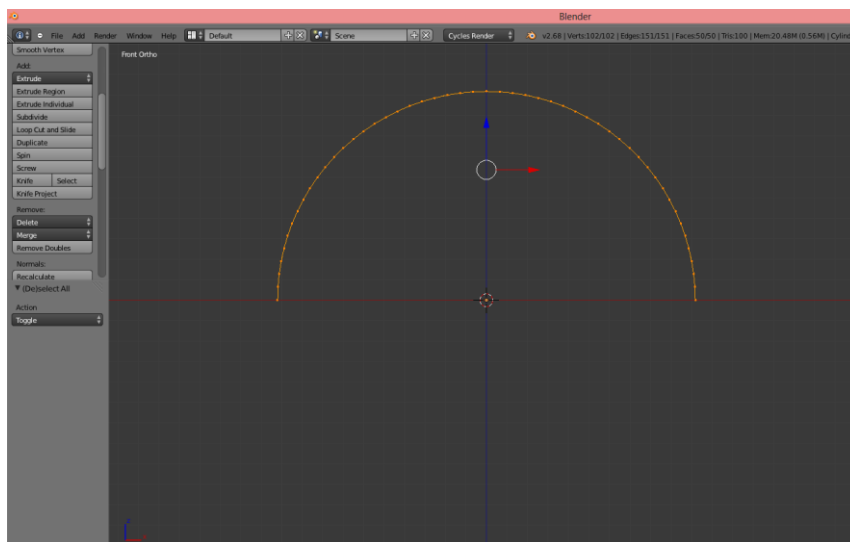 Blender
File Add Render Window Help Default Scene Cycles Render v2.68 | Verts:102/102 | Edges:151/151 | Faces:50/50 | Tris:100 | Mem:20.48M (0.56M) | Cylind
Smooth Vertex
Front Ortho
Add:
Extrude
Extrude Region
Extrude Individual
Subdivide
Loop Cut and Slide
Duplicate
Spin
Screw
Knife Select
Knife Project
Remove:
Delete
Merge
Remove Doubles
Normals:
Recalculate
(De)select All
Action
Toggle
z